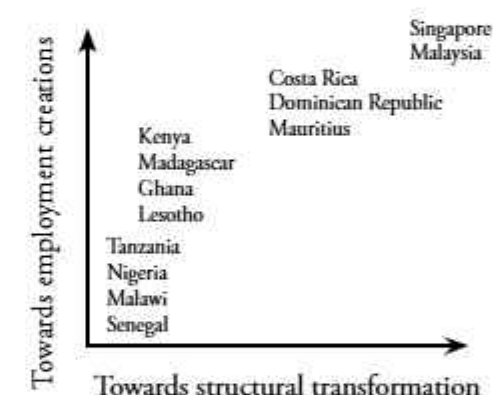 Towards employment creations
Singapore
Malaysia
Costa Rica
Dominican Republic
Mauritius
Kenya
Madagascar
Ghana
Lesotho
Tanzania
Nigeria
Malawi
Senegal
Towards structural transformation